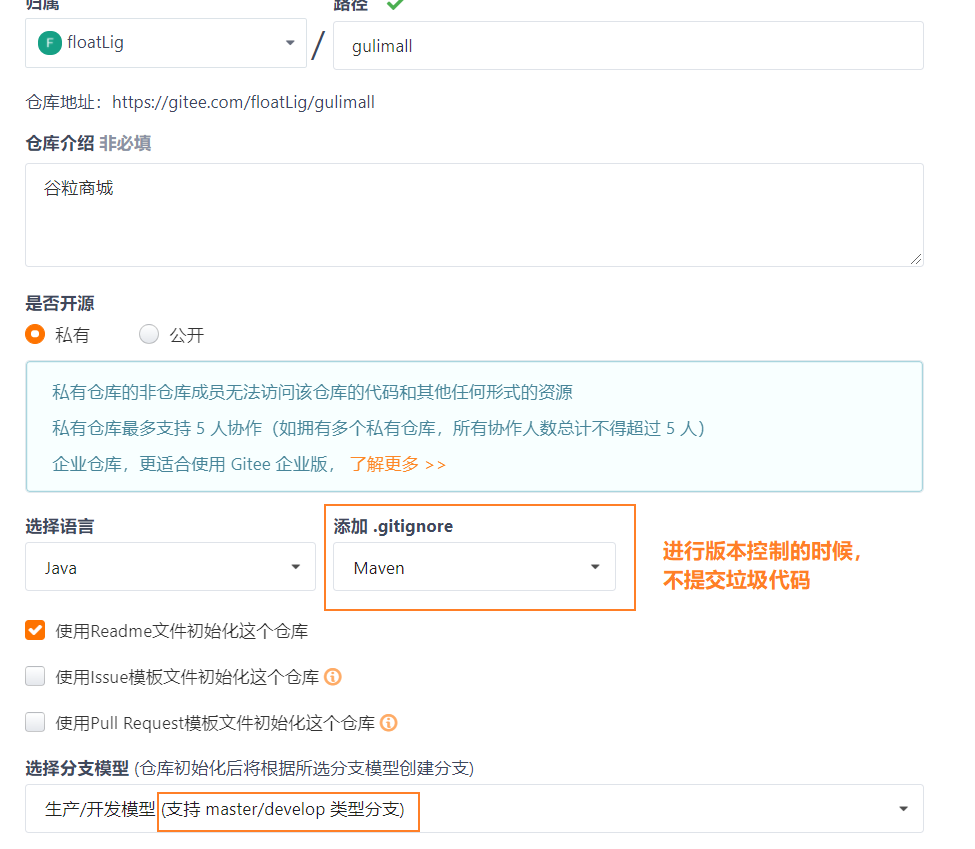 归属 路径
F floatLig / gulimall
仓库地址：https://gitee.com/floatLig/gulimall
仓库介绍 非必填
谷粒商城
是否开源
私有 公开
私有仓库的非仓库成员无法访问该仓库的代码和其他任何形式的资源
私有仓库最多支持 5 人协作（如拥有多个私有仓库，所有协作人数总计不得超过 5 人）
企业仓库，更适合使用 Gitee 企业版， 了解更多 >>
选择语言 添加 .gitignore
Java Maven
进行版本控制的时候，
不提交垃圾代码
使用Readme文件初始化这个仓库
使用Issue模板文件初始化这个仓库
使用Pull Request模板文件初始化这个仓库
选择分支模型 (仓库初始化后将根据所选分支模型创建分支)
生产/开发模型 (支持 master/develop 类型分支)